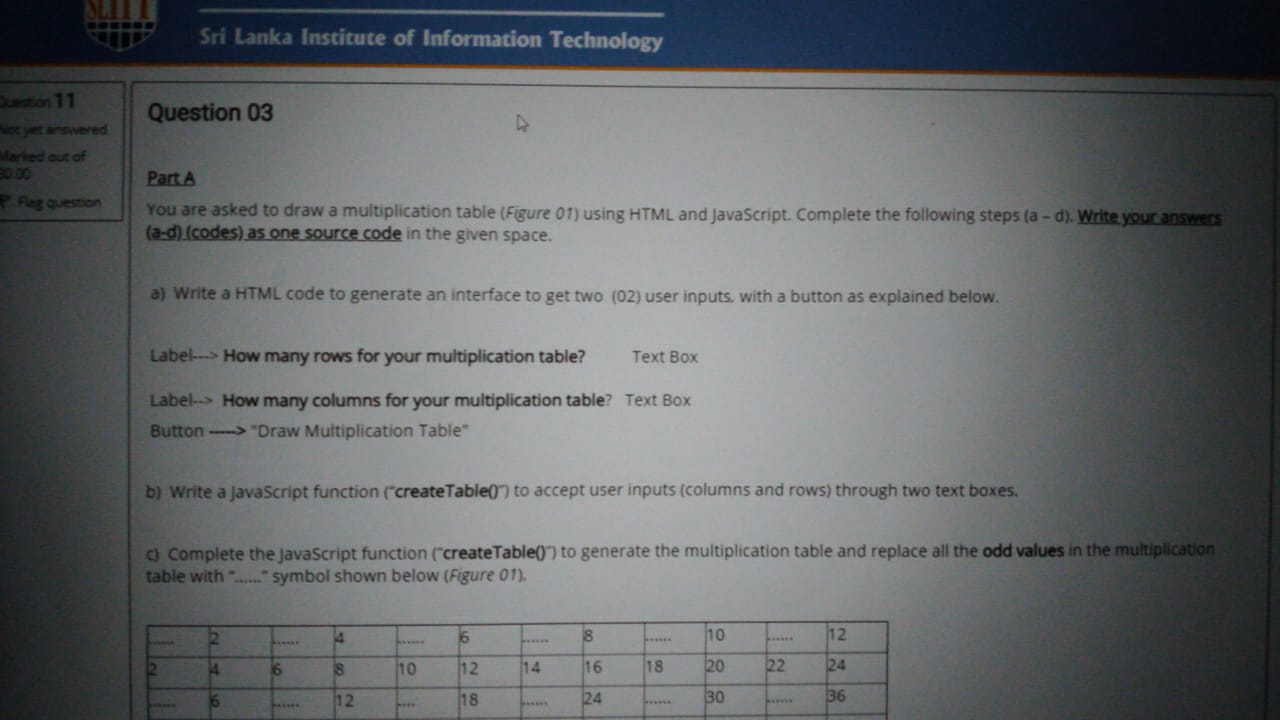 SLIIT
Sri Lanka Institute of Information Technology
Question 11
Not yet answered
Marked out of
30.00
Flag question
Question 03
Part A
You are asked to draw a multiplication table (Figure 01) using HTML and JavaScript. Complete the following steps (a – d). Write your answers
(a-d) (codes) as one source code in the given space.
a) Write a HTML code to generate an interface to get two (02) user inputs, with a button as explained below.
Label---> How many rows for your multiplication table? Text Box
Label--> How many columns for your multiplication table? Text Box
Button -----> "Draw Multiplication Table"
b) Write a JavaScript function ("createTable()") to accept user inputs (columns and rows) through two text boxes.
c) Complete the JavaScript function ("createTable()") to generate the multiplication table and replace all the odd values in the multiplication
table with "......" symbol shown below (Figure 01).
...... 2 ...... 4 ...... 6 ...... 8 ...... 10 ...... 12
2 4 6 8 10 12 14 16 18 20 22 24
...... 6 ...... 12 .... 18 ...... 24 ...... 30 ...... 36